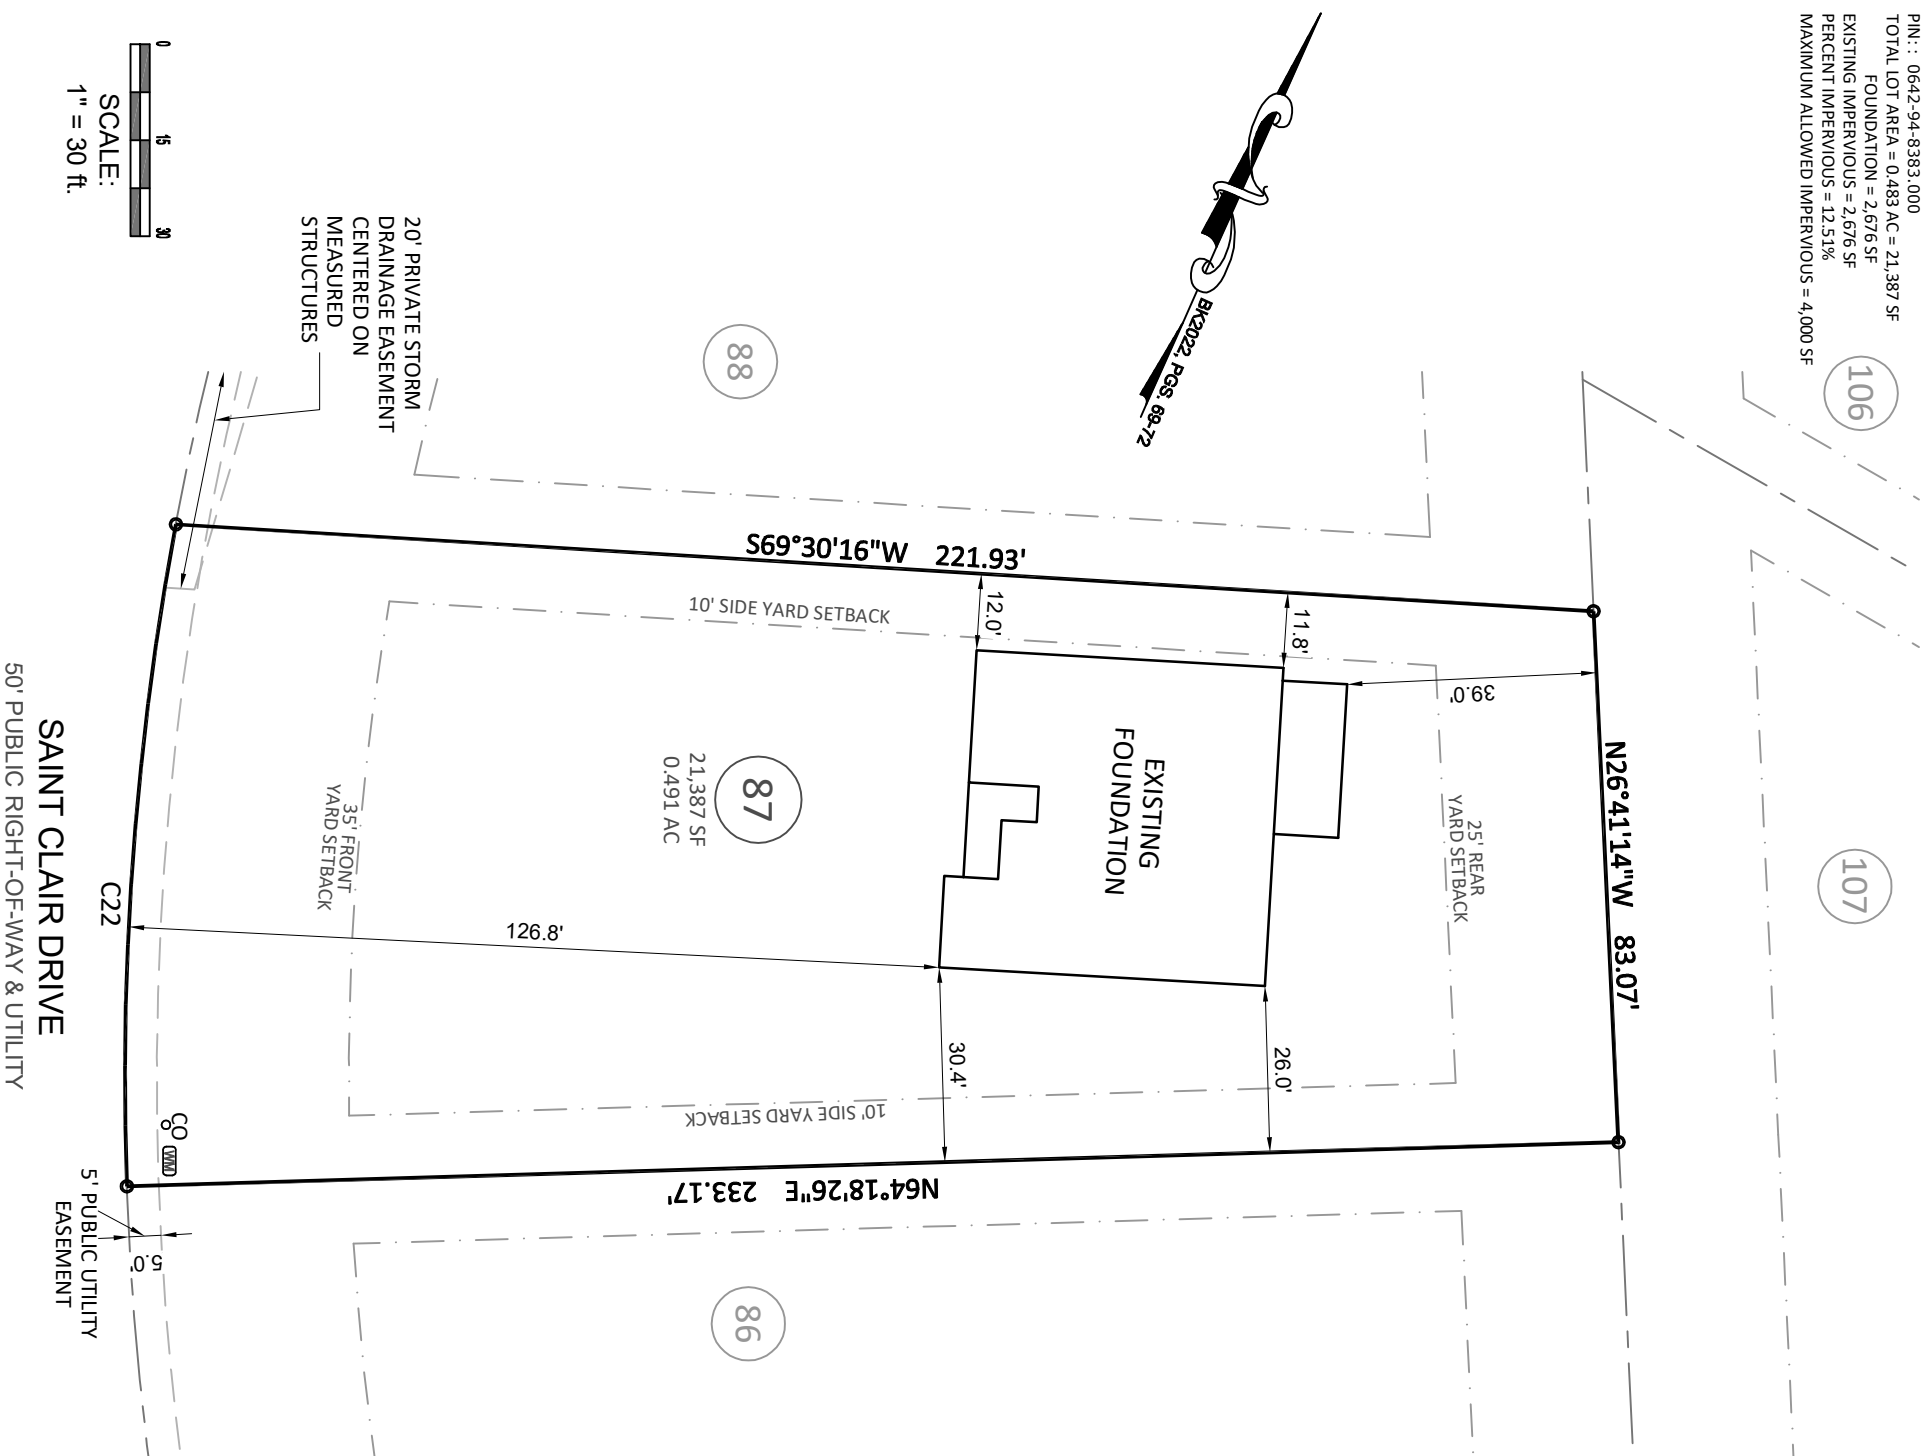 PIN: : 0642-94-8383.000
TOTAL LOT AREA = 0.483 AC = 21,387 SF
FOUNDATION = 2,676 SF
EXISTING IMPERVIOUS = 2,676 SF
PERCENT IMPERVIOUS = 12.51%
MAXIMUM ALLOWED IMPERVIOUS = 4,000 SF
106
107
N26°41'14"W 83.07'
25' REAR
YARD SETBACK
39.0'
BK2022, PGS. 69-72
11.8'
12.0'
EXISTING
FOUNDATION
26.0'
30.4'
S69°30'16"W 221.93'
10' SIDE YARD SETBACK
88
87
21,387 SF
0.491 AC
126.8'
10' SIDE YARD SETBACK
N64°18'26"E 233.17'
86
20' PRIVATE STORM
DRAINAGE EASEMENT
CENTERED ON
MEASURED
STRUCTURES
35' FRONT
YARD SETBACK
CO
WM
5.0'
C22
5' PUBLIC UTILITY
EASEMENT
0 15 30
SCALE:
1" = 30 ft.
SAINT CLAIR DRIVE
50' PUBLIC RIGHT-OF-WAY & UTILITY